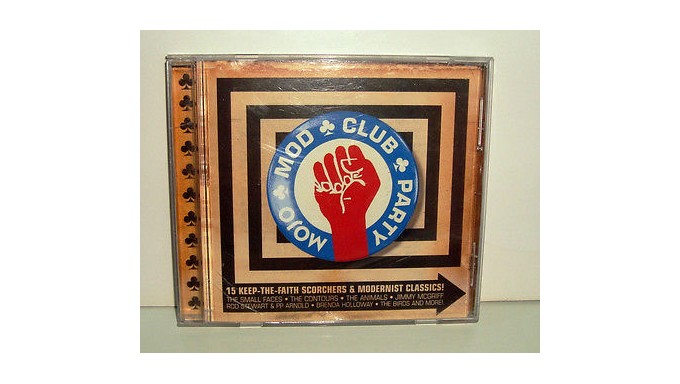 MOJO ♣ MOD ♣ CLUB ♣ PARTY
15 KEEP-THE-FAITH SCORCHERS & MODERNIST CLASSICS!
THE SMALL FACES • THE CONTOURS • THE ANIMALS • JIMMY MCGRIFF
ROD STEWART & PP ARNOLD • BRENDA HOLLOWAY • THE BIRDS AND MORE!